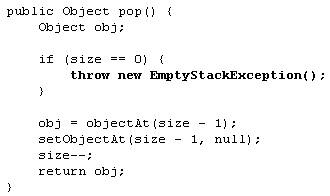 public Object pop() {
    Object obj;

    if (size == 0) {
        throw new EmptyStackException();
    }

    obj = objectAt(size - 1);
    setObjectAt(size - 1, null);
    size--;
    return obj;
}